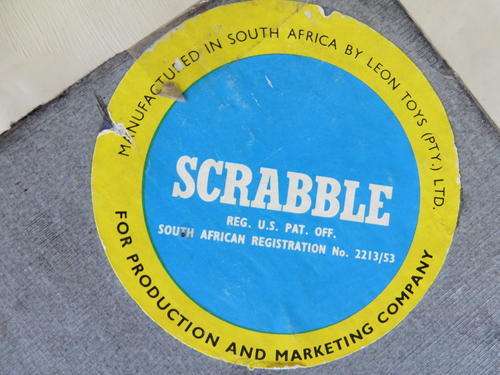 MANUFACTURED IN SOUTH AFRICA BY LEON TOYS (PTY.) LTD.
SCRABBLE
REG. U.S. PAT. OFF.
SOUTH AFRICAN REGISTRATION No. 2213/53
FOR PRODUCTION AND MARKETING COMPANY